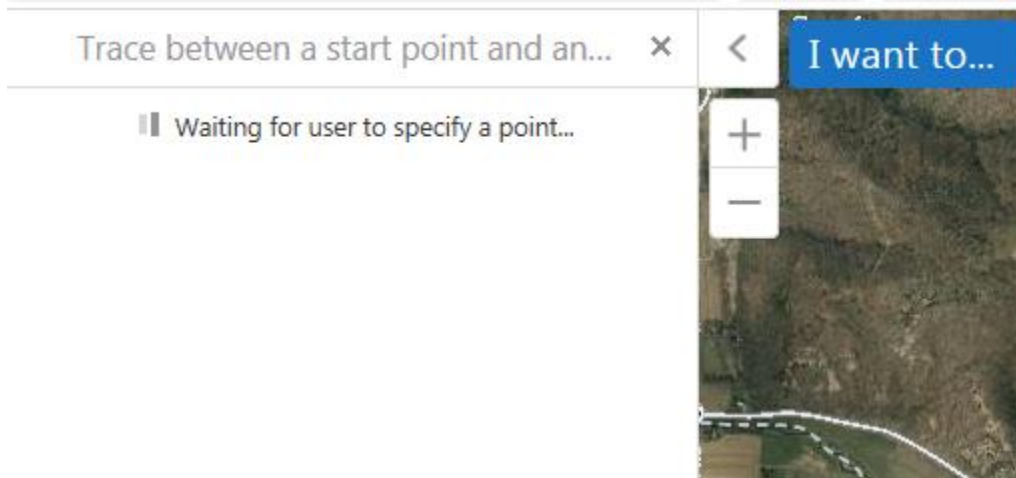 Trace between a start point and an...
I want to...
Waiting for user to specify a point...